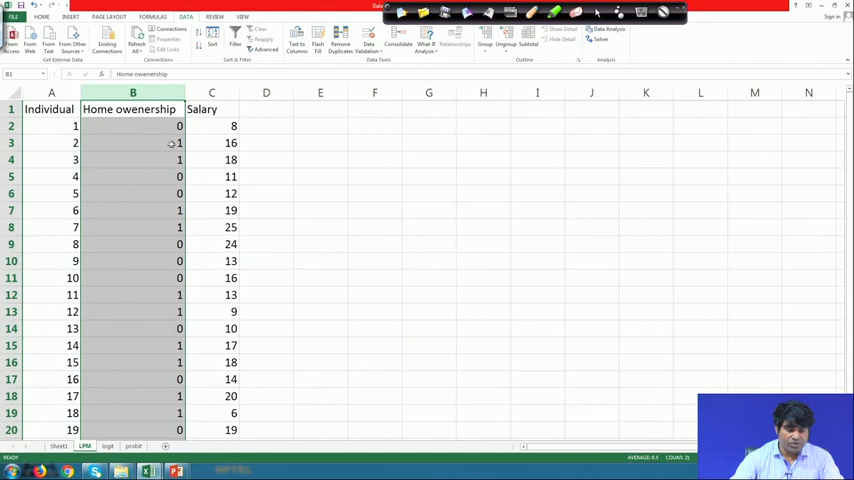 Data
Sign in
FILE HOME INSERT PAGE LAYOUT FORMULAS DATA REVIEW VIEW
From Access
From Web
From Text
From Other Sources
Existing Connections
Refresh All
Connections
Properties
Edit Links
Sort
Filter
Clear
Reapply
Advanced
Text to Columns
Flash Fill
Remove Duplicates
Data Validation
Consolidate
What If Analysis
Relationships
Group
Ungroup
Subtotal
Show Detail
Hide Detail
Data Analysis
Solver
Get External Data Connections Sort & Filter Data Tools Outline Analysis
B1 fx Home owenership
A B C D E F G H I J K L M N
1 Individual Home owenership Salary
2 1 0 8
3 2 1 16
4 3 1 18
5 4 0 11
6 5 0 12
7 6 1 19
8 7 1 25
9 8 0 24
10 9 0 13
11 10 0 16
12 11 1 13
13 12 1 9
14 13 0 10
15 14 1 17
16 15 1 18
17 16 0 14
18 17 1 20
19 18 1 6
20 19 0 19
Sheet1 LPM logit probit
READY AVERAGE: 0.5 COUNT: 21
NPTEL